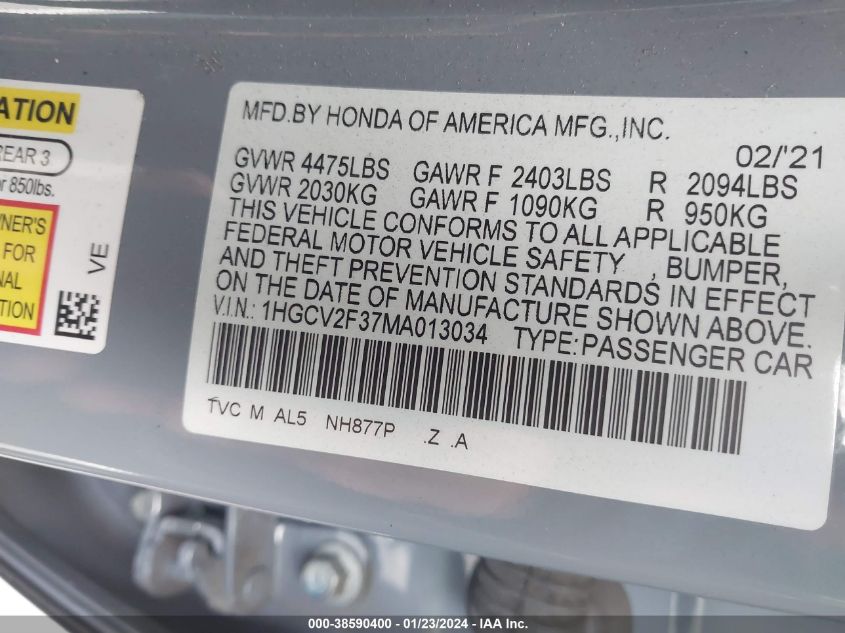 ATION
REAR 3
or 850lbs.
WNER'S
FOR
NAL
TION
VE
MFD.BY HONDA OF AMERICA MFG.,INC.
02/'21
GVWR 4475LBS GAWR F 2403LBS R 2094LBS
GVWR 2030KG GAWR F 1090KG R 950KG
THIS VEHICLE CONFORMS TO ALL APPLICABLE
FEDERAL MOTOR VEHICLE SAFETY , BUMPER,
AND THEFT PREVENTION STANDARDS IN EFFECT
ON THE DATE OF MANUFACTURE SHOWN ABOVE.
V.I.N.: 1HGCV2F37MA013034 TYPE:PASSENGER CAR
TVC M AL5 NH877P .Z .A
000-38590400 - 01/23/2024 - IAA Inc.